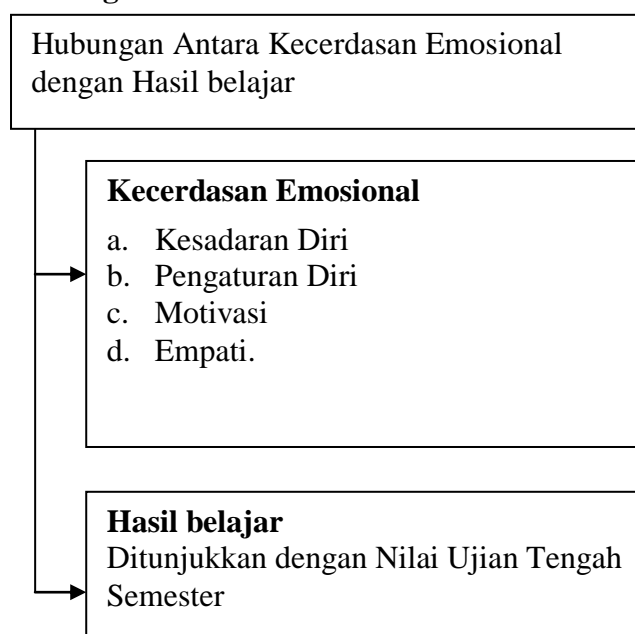 Hubungan Antara Kecerdasan Emosional
dengan Hasil belajar
Kecerdasan Emosional
a. Kesadaran Diri
b. Pengaturan Diri
c. Motivasi
d. Empati.
Hasil belajar
Ditunjukkan dengan Nilai Ujian Tengah
Semester